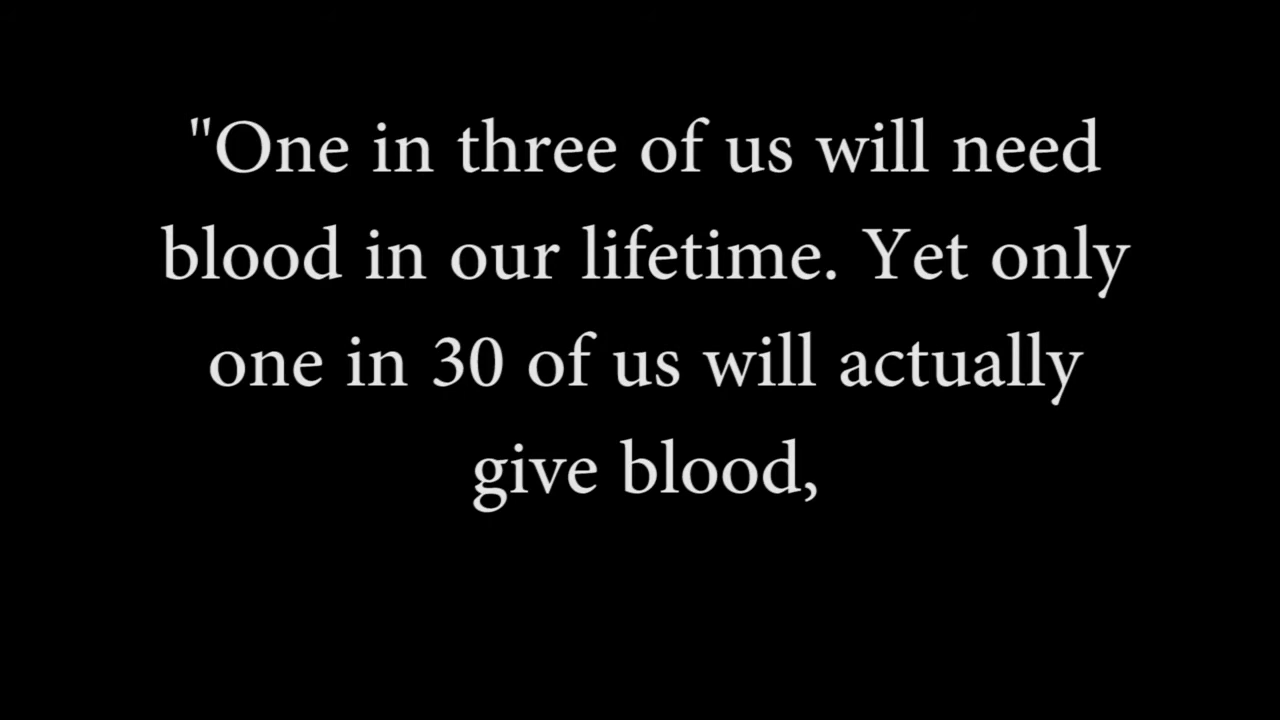 "One in three of us will need
blood in our lifetime. Yet only
one in 30 of us will actually
give blood,